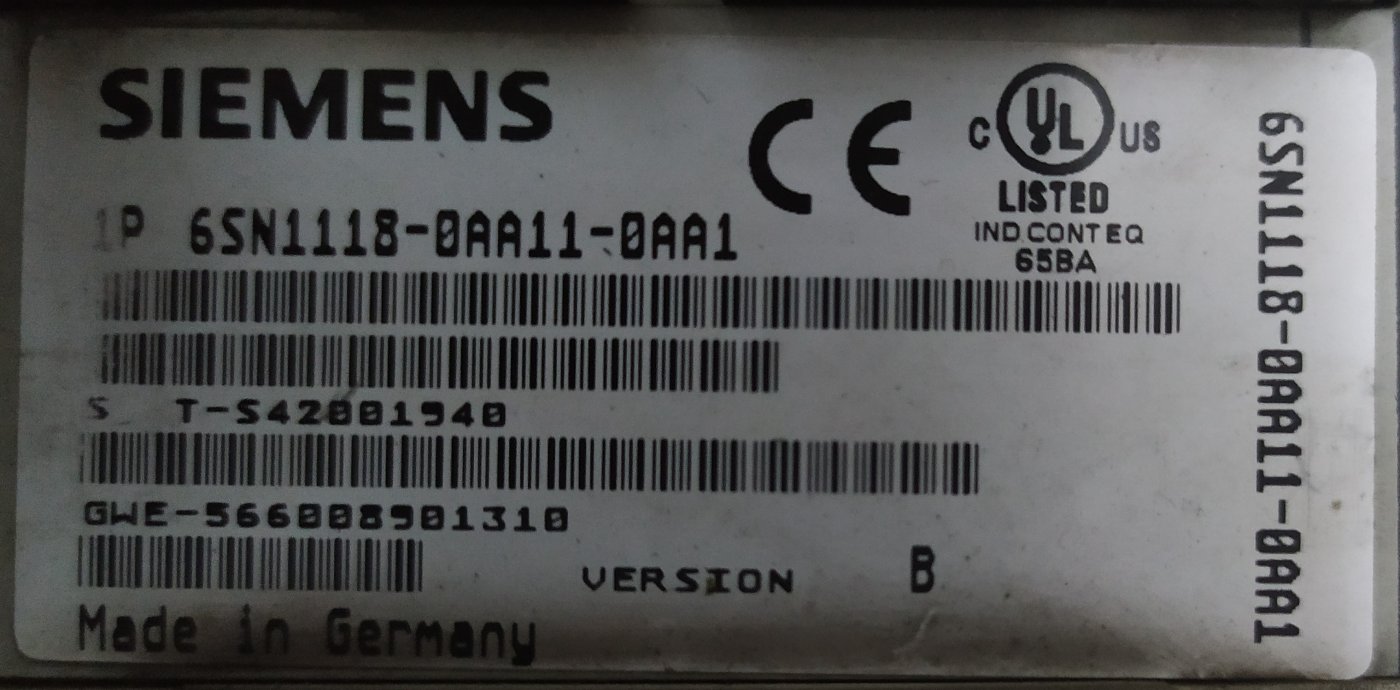 SIEMENS
CE
C UL US
LISTED
IND.CONT.EQ
65BA
1P 6SN1118-0AA11-0AA1
S T-S42001940
GWE-566008901310
VERSION B
Made in Germany
6SN1118-0AA11-0AA1